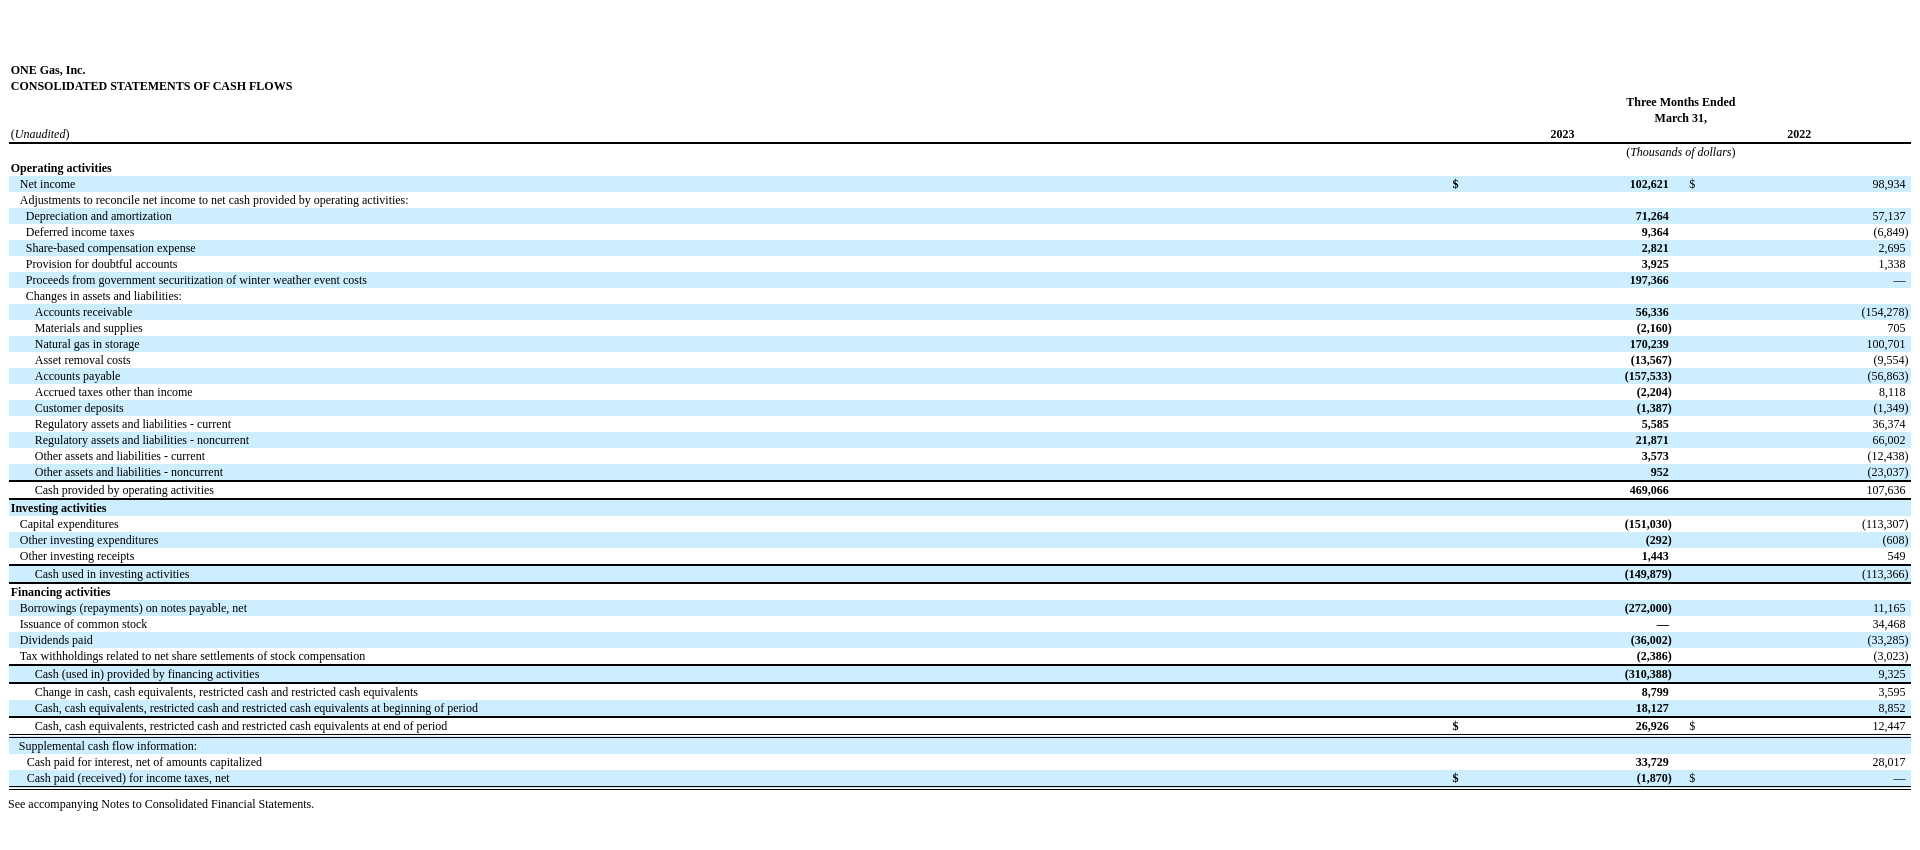 ONE Gas, Inc.
CONSOLIDATED STATEMENTS OF CASH FLOWS
Three Months Ended
March 31,
(Unaudited) 2023 2022
(Thousands of dollars)
Operating activities
Net income $ 102,621 $ 98,934
Adjustments to reconcile net income to net cash provided by operating activities:
Depreciation and amortization 71,264 57,137
Deferred income taxes 9,364 (6,849)
Share-based compensation expense 2,821 2,695
Provision for doubtful accounts 3,925 1,338
Proceeds from government securitization of winter weather event costs 197,366 —
Changes in assets and liabilities:
Accounts receivable 56,336 (154,278)
Materials and supplies (2,160) 705
Natural gas in storage 170,239 100,701
Asset removal costs (13,567) (9,554)
Accounts payable (157,533) (56,863)
Accrued taxes other than income (2,204) 8,118
Customer deposits (1,387) (1,349)
Regulatory assets and liabilities - current 5,585 36,374
Regulatory assets and liabilities - noncurrent 21,871 66,002
Other assets and liabilities - current 3,573 (12,438)
Other assets and liabilities - noncurrent 952 (23,037)
Cash provided by operating activities 469,066 107,636
Investing activities
Capital expenditures (151,030) (113,307)
Other investing expenditures (292) (608)
Other investing receipts 1,443 549
Cash used in investing activities (149,879) (113,366)
Financing activities
Borrowings (repayments) on notes payable, net (272,000) 11,165
Issuance of common stock — 34,468
Dividends paid (36,002) (33,285)
Tax withholdings related to net share settlements of stock compensation (2,386) (3,023)
Cash (used in) provided by financing activities (310,388) 9,325
Change in cash, cash equivalents, restricted cash and restricted cash equivalents 8,799 3,595
Cash, cash equivalents, restricted cash and restricted cash equivalents at beginning of period 18,127 8,852
Cash, cash equivalents, restricted cash and restricted cash equivalents at end of period $ 26,926 $ 12,447
Supplemental cash flow information:
Cash paid for interest, net of amounts capitalized 33,729 28,017
Cash paid (received) for income taxes, net $ (1,870) $ —
See accompanying Notes to Consolidated Financial Statements.